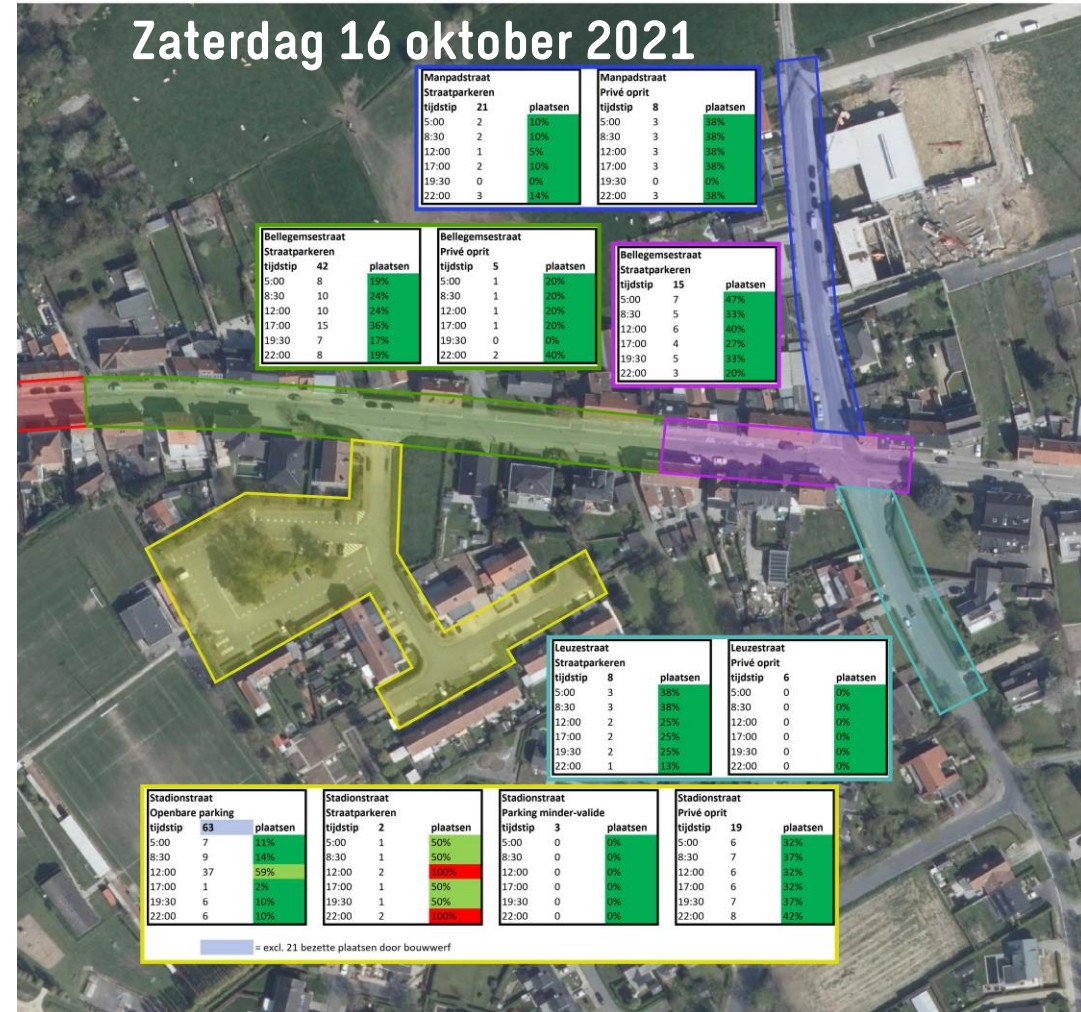 Zaterdag 16 oktober 2021
Manpadstraat
Straatparkeren
tijdstip 21 plaatsen
5:00 2 10%
8:30 2 10%
12:00 1 5%
17:00 2 10%
19:30 0 0%
22:00 3 14%
Manpadstraat
Privé oprit
tijdstip 8 plaatsen
5:00 3 38%
8:30 3 38%
12:00 3 38%
17:00 3 38%
19:30 0 0%
22:00 3 38%
Bellegemsestraat
Straatparkeren
tijdstip 42 plaatsen
5:00 8 19%
8:30 10 24%
12:00 10 24%
17:00 15 36%
19:30 7 17%
22:00 8 19%
Bellegemsestraat
Privé oprit
tijdstip 5 plaatsen
5:00 1 20%
8:30 1 20%
12:00 1 20%
17:00 1 20%
19:30 0 0%
22:00 2 40%
Bellegemsestraat
Straatparkeren
tijdstip 15 plaatsen
5:00 7 47%
8:30 5 33%
12:00 6 40%
17:00 4 27%
19:30 5 33%
22:00 3 20%
Leuzestraat
Straatparkeren
tijdstip 8 plaatsen
5:00 3 38%
8:30 3 38%
12:00 2 25%
17:00 2 25%
19:30 2 25%
22:00 1 13%
Leuzestraat
Privé oprit
tijdstip 6 plaatsen
5:00 0 0%
8:30 0 0%
12:00 0 0%
17:00 0 0%
19:30 0 0%
22:00 0 0%
Stadionstraat
Openbare parking
tijdstip 63 plaatsen
5:00 7 11%
8:30 9 14%
12:00 37 59%
17:00 1 2%
19:30 6 10%
22:00 6 10%
Stadionstraat
Straatparkeren
tijdstip 2 plaatsen
5:00 1 50%
8:30 1 50%
12:00 2 100%
17:00 1 50%
19:30 1 50%
22:00 2 100%
Stadionstraat
Parking minder-valide
tijdstip 3 plaatsen
5:00 0 0%
8:30 0 0%
12:00 0 0%
17:00 0 0%
19:30 0 0%
22:00 0 0%
Stadionstraat
Privé oprit
tijdstip 19 plaatsen
5:00 6 32%
8:30 7 37%
12:00 6 32%
17:00 6 32%
19:30 7 37%
22:00 8 42%
= excl. 21 bezette plaatsen door bouwwerf